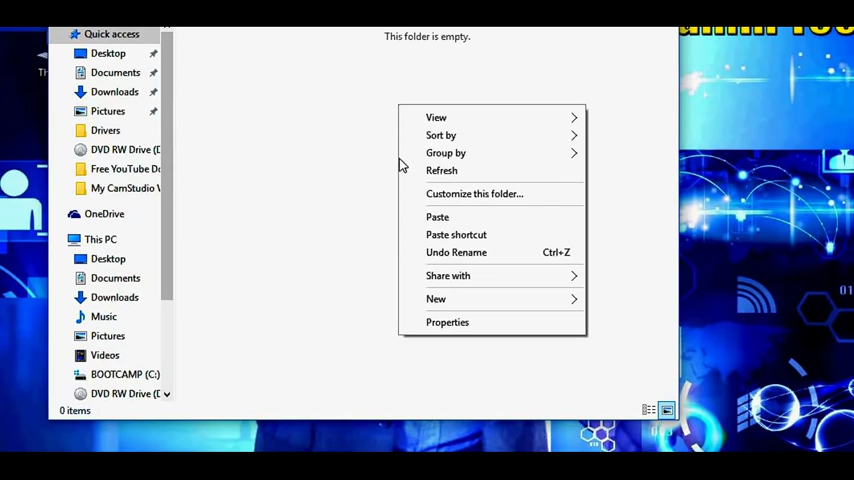 Quick access
This folder is empty.
Desktop
Documents
Downloads
Pictures
Drivers
DVD RW Drive (D
Free YouTube Do
My CamStudio V
OneDrive
This PC
Desktop
Documents
Downloads
Music
Pictures
Videos
BOOTCAMP (C:)
DVD RW Drive (D
0 items
View
Sort by
Group by
Refresh
Customize this folder...
Paste
Paste shortcut
Undo Rename Ctrl+Z
Share with
New
Properties